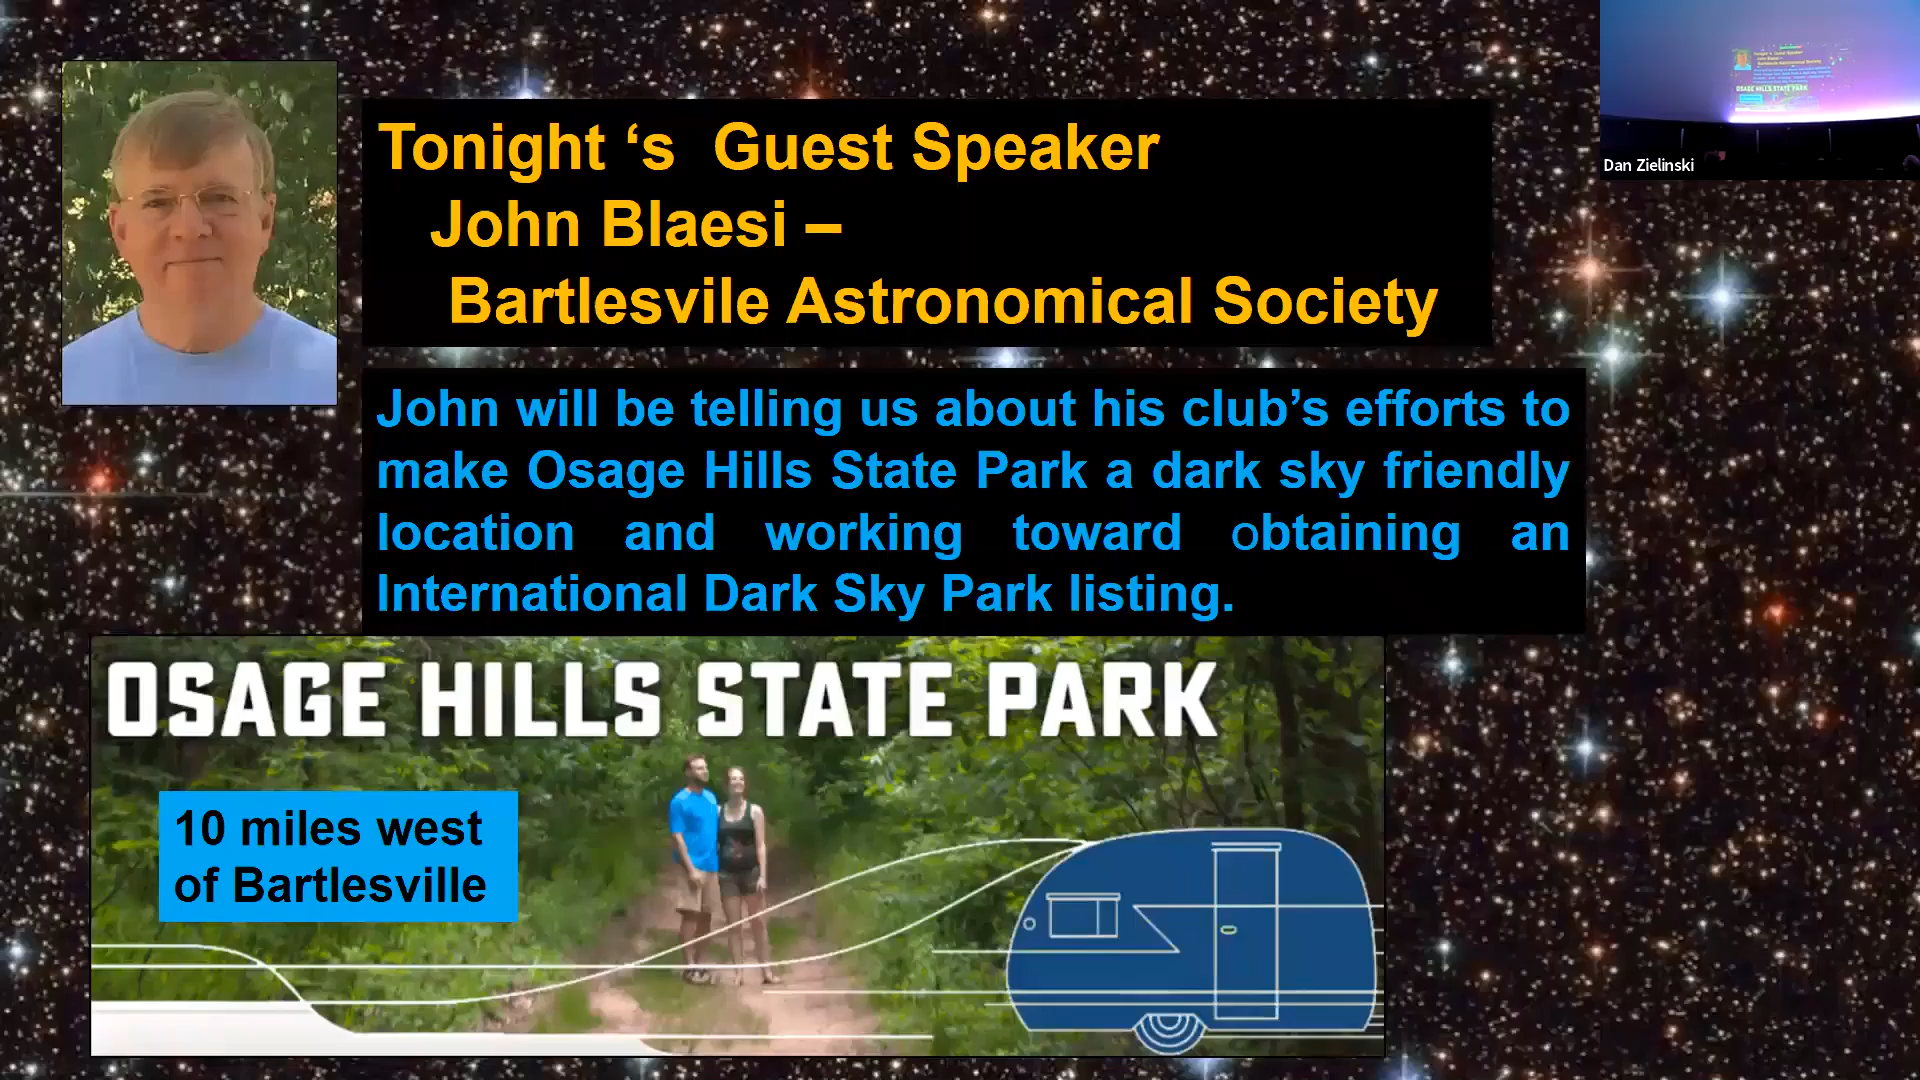 Tonight ‘s  Guest Speaker
John Blaesi –
Bartlesvile Astronomical Society
John will be telling us about his club’s efforts to
make Osage Hills State Park a dark sky friendly
location and working toward obtaining an
International Dark Sky Park listing.
OSAGE HILLS STATE PARK
10 miles west
of Bartlesville
Dan Zielinski